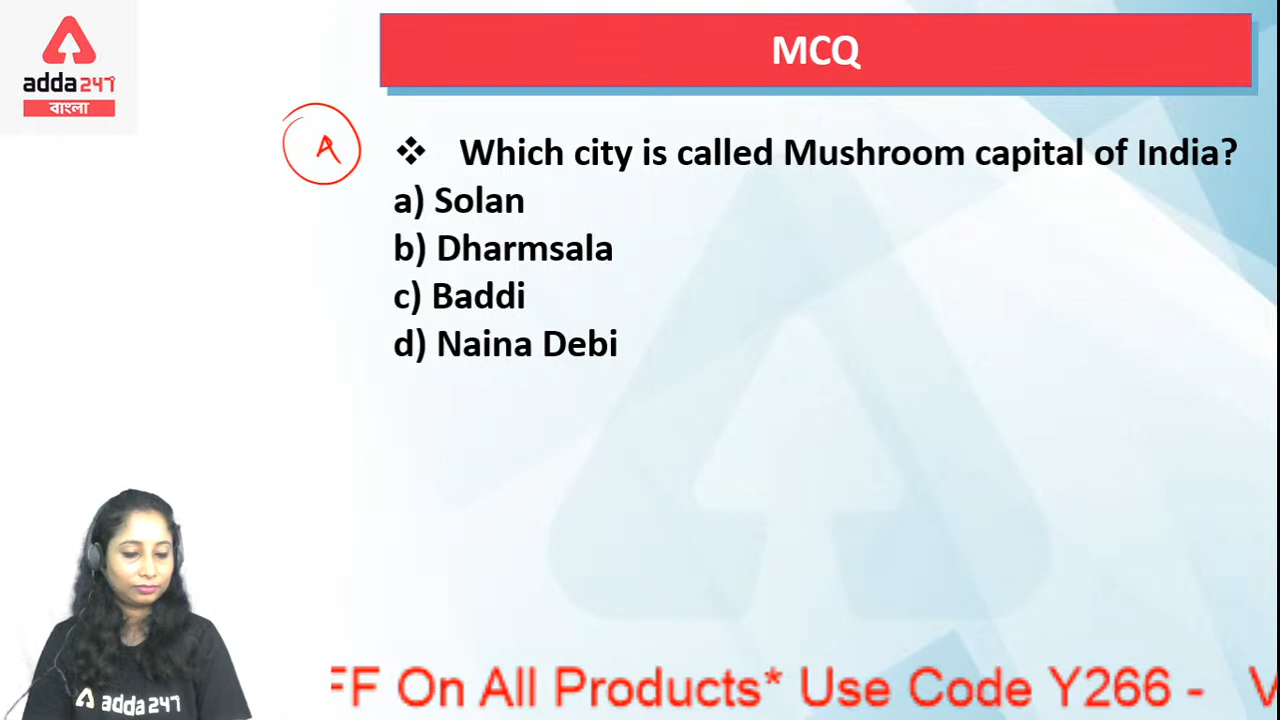 adda247
বাংলা
MCQ
A
❖ Which city is called Mushroom capital of India?
a) Solan
b) Dharmsala
c) Baddi
d) Naina Debi
adda247
FF On All Products* Use Code Y266 - V